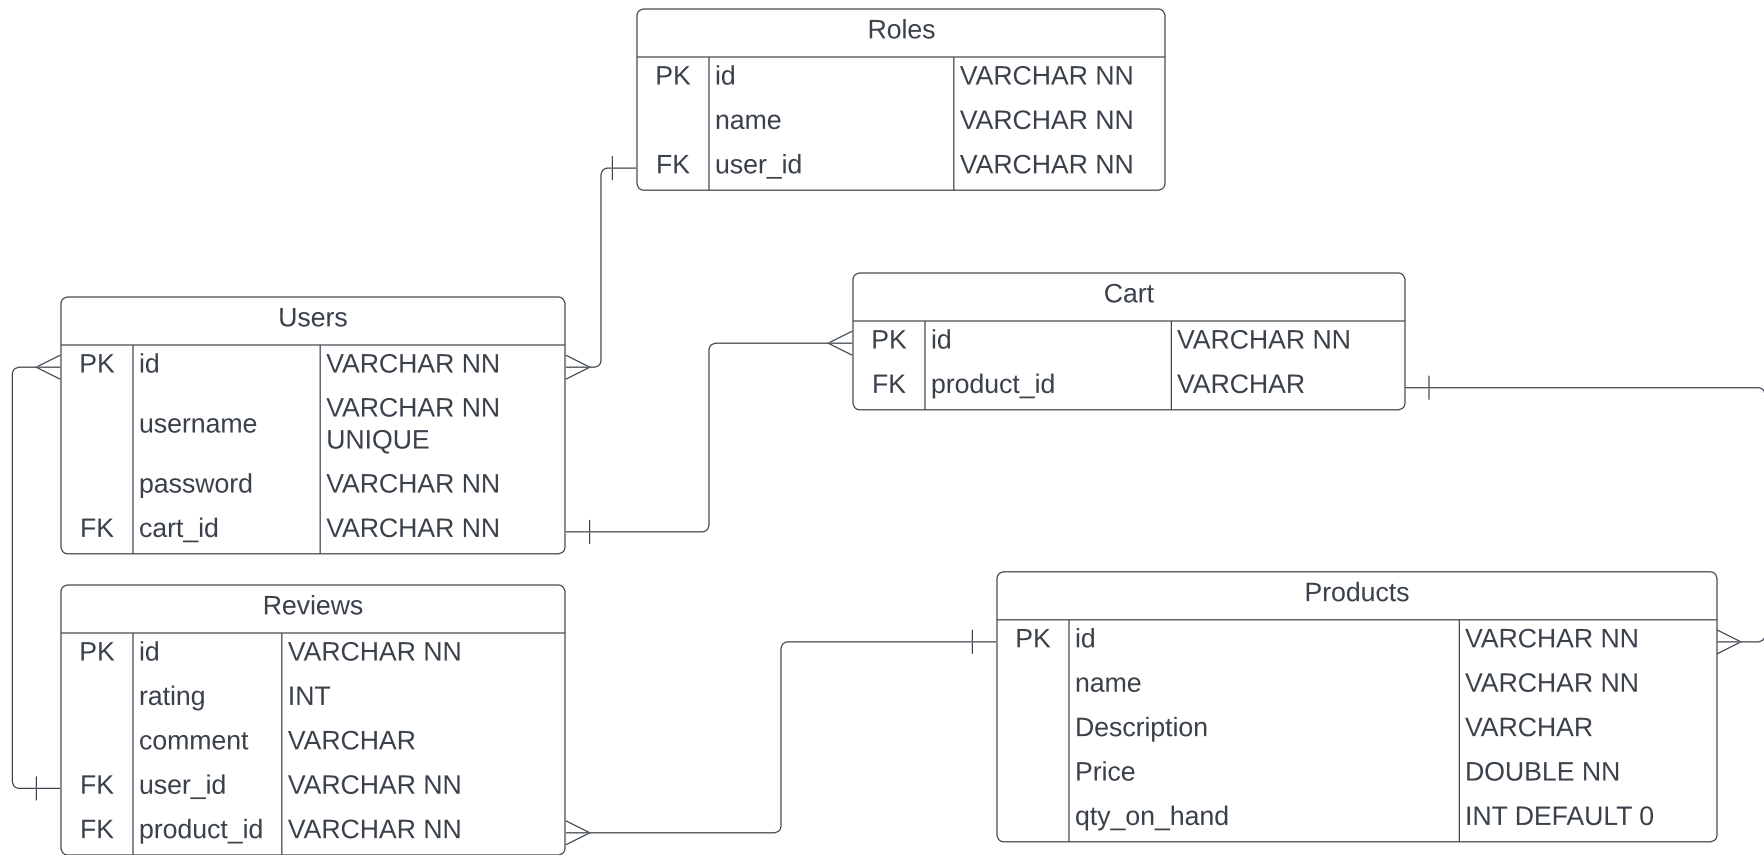 Roles
PK id VARCHAR NN
name VARCHAR NN
FK user_id VARCHAR NN
Users
PK id VARCHAR NN
username VARCHAR NN
UNIQUE
password VARCHAR NN
FK cart_id VARCHAR NN
Cart
PK id VARCHAR NN
FK product_id VARCHAR
Reviews
PK id VARCHAR NN
rating INT
comment VARCHAR
FK user_id VARCHAR NN
FK product_id VARCHAR NN
Products
PK id VARCHAR NN
name VARCHAR NN
Description VARCHAR
Price DOUBLE NN
qty_on_hand INT DEFAULT 0